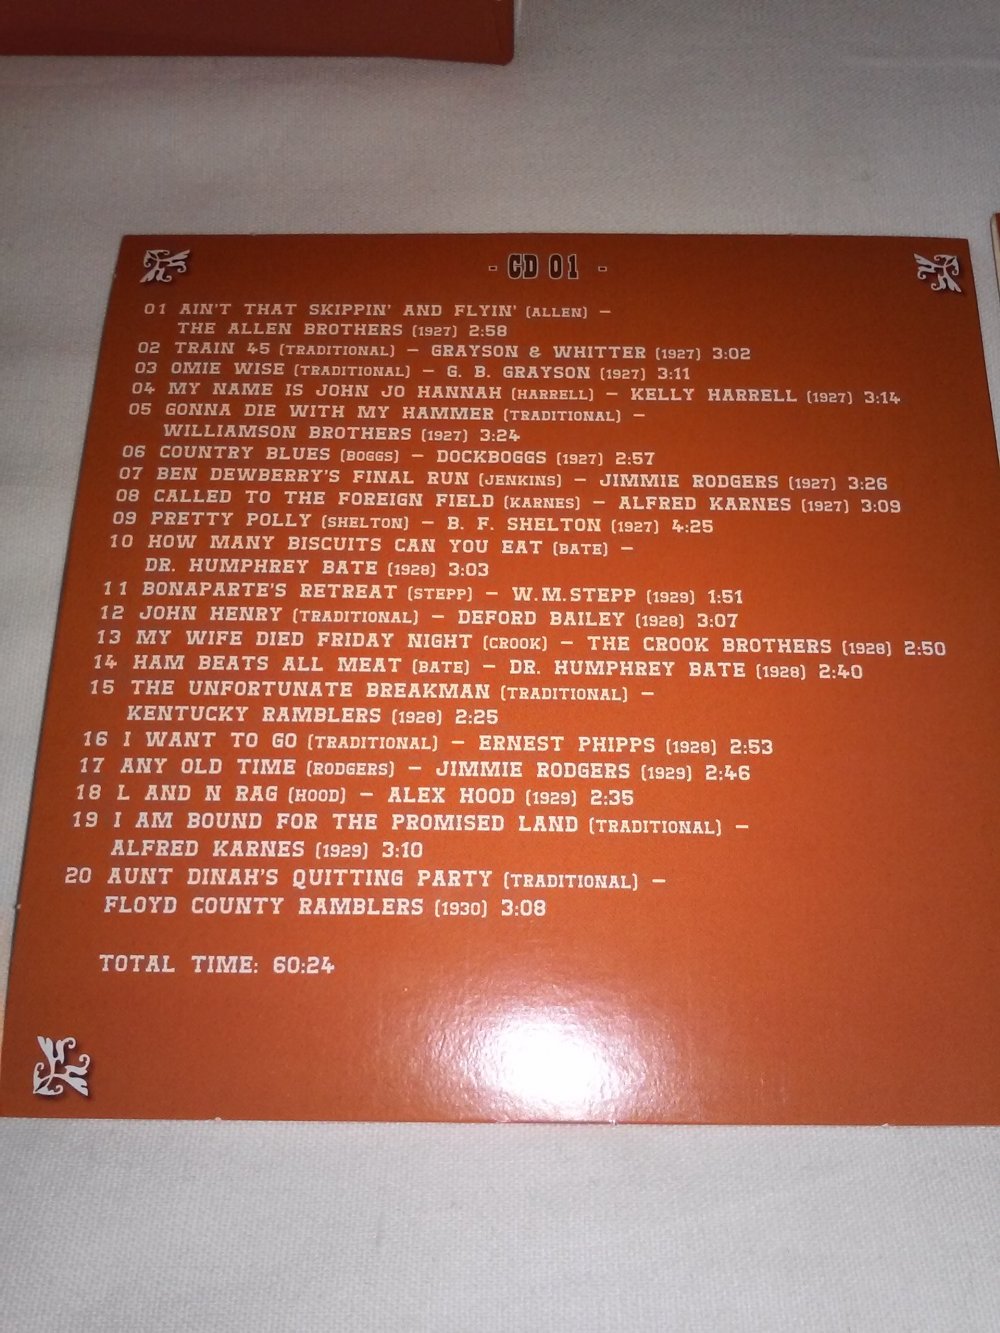 - CD 01 -
01 AIN'T THAT SKIPPIN' AND FLYIN' (ALLEN) –
THE ALLEN BROTHERS (1927) 2:58
02 TRAIN 45 (TRADITIONAL) – GRAYSON & WHITTER (1927) 3:02
03 OMIE WISE (TRADITIONAL) – G. B. GRAYSON (1927) 3:11
04 MY NAME IS JOHN JO HANNAH (HARRELL) – KELLY HARRELL (1927) 3:14
05 GONNA DIE WITH MY HAMMER (TRADITIONAL) –
WILLIAMSON BROTHERS (1927) 3:24
06 COUNTRY BLUES (BOGGS) – DOCKBOGGS (1927) 2:57
07 BEN DEWBERRY'S FINAL RUN (JENKINS) – JIMMIE RODGERS (1927) 3:26
08 CALLED TO THE FOREIGN FIELD (KARNES) – ALFRED KARNES (1927) 3:09
09 PRETTY POLLY (SHELTON) – B. F. SHELTON (1927) 4:25
10 HOW MANY BISCUITS CAN YOU EAT (BATE) –
DR. HUMPHREY BATE (1928) 3:03
11 BONAPARTE'S RETREAT (STEPP) – W.M.STEPP (1929) 1:51
12 JOHN HENRY (TRADITIONAL) – DEFORD BAILEY (1928) 3:07
13 MY WIFE DIED FRIDAY NIGHT (CROOK) – THE CROOK BROTHERS (1928) 2:50
14 HAM BEATS ALL MEAT (BATE) – DR. HUMPHREY BATE (1928) 2:40
15 THE UNFORTUNATE BREAKMAN (TRADITIONAL) –
KENTUCKY RAMBLERS (1928) 2:25
16 I WANT TO GO (TRADITIONAL) – ERNEST PHIPPS (1928) 2:53
17 ANY OLD TIME (RODGERS) – JIMMIE RODGERS (1929) 2:46
18 L AND N RAG (HOOD) – ALEX HOOD (1929) 2:35
19 I AM BOUND FOR THE PROMISED LAND (TRADITIONAL) –
ALFRED KARNES (1929) 3:10
20 AUNT DINAH'S QUITTING PARTY (TRADITIONAL) –
FLOYD COUNTY RAMBLERS (1930) 3:08
TOTAL TIME: 60:24